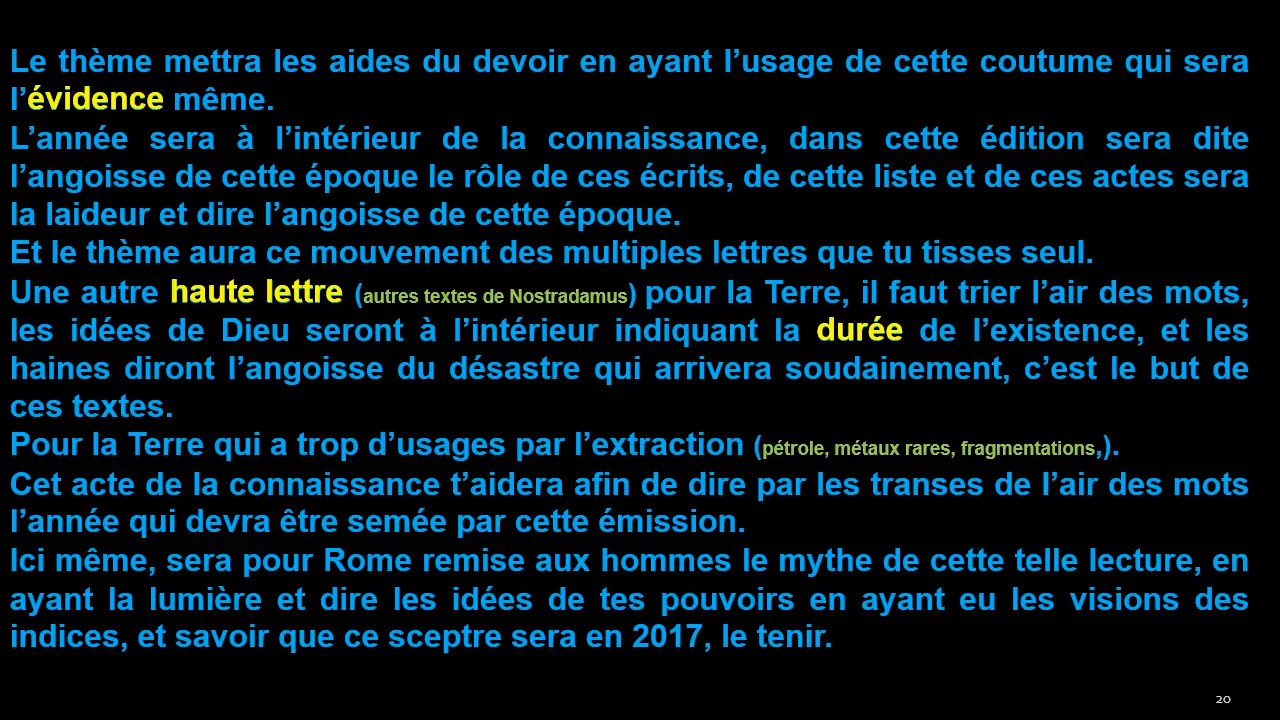 Le thème mettra les aides du devoir en ayant l’usage de cette coutume qui sera
l’évidence même.
L’année sera à l’intérieur de la connaissance, dans cette édition sera dite
l’angoisse de cette époque le rôle de ces écrits, de cette liste et de ces actes sera
la laideur et dire l’angoisse de cette époque.
Et le thème aura ce mouvement des multiples lettres que tu tisses seul.
Une autre haute lettre (autres textes de Nostradamus) pour la Terre, il faut trier l’air des mots,
les idées de Dieu seront à l’intérieur indiquant la durée de l’existence, et les
haines diront l’angoisse du désastre qui arrivera soudainement, c’est le but de
ces textes.
Pour la Terre qui a trop d’usages par l’extraction (pétrole, métaux rares, fragmentations,).
Cet acte de la connaissance t’aidera afin de dire par les transes de l’air des mots
l’année qui devra être semée par cette émission.
Ici même, sera pour Rome remise aux hommes le mythe de cette telle lecture, en
ayant la lumière et dire les idées de tes pouvoirs en ayant eu les visions des
indices, et savoir que ce sceptre sera en 2017, le tenir.
20